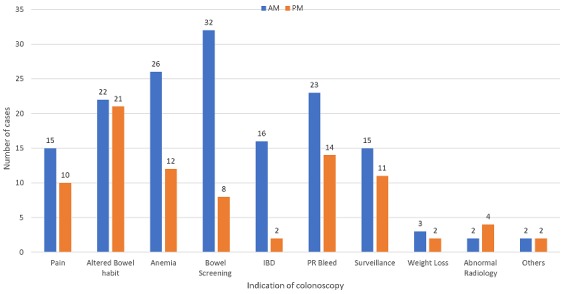 AM PM
35
30
25
20
15
10
5
0
Number of cases
15 10 22 21 26 12 32 8 16 2 23 14 15 11 3 2 2 4 2 2
Pain Altered Bowel Anemia Bowel IBD PR Bleed Surveillance Weight Loss Abnormal Others
habit Screening Radiology
Indication of colonoscopy